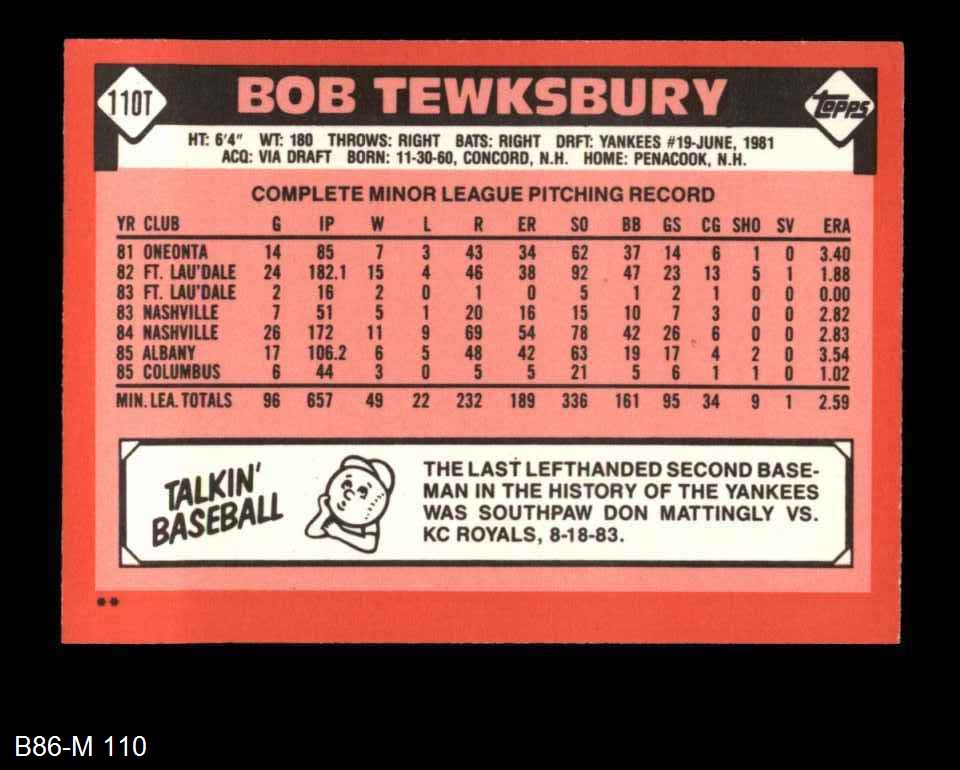 110T
BOB TEWKSBURY
Topps
HT: 6'4" WT: 180 THROWS: RIGHT BATS: RIGHT DRFT: YANKEES #19-JUNE, 1981
ACQ: VIA DRAFT BORN: 11-30-60, CONCORD, N.H. HOME: PENACOOK, N.H.
COMPLETE MINOR LEAGUE PITCHING RECORD
YR CLUB G IP W L R ER SO BB GS CG SHO SV ERA
81 ONEONTA 14 85 7 3 43 34 62 37 14 6 1 0 3.40
82 FT. LAU'DALE 24 182.1 15 4 46 38 92 47 23 13 5 1 1.88
83 FT. LAU'DALE 2 16 2 0 1 0 5 1 2 1 0 0 0.00
83 NASHVILLE 7 51 5 1 20 16 15 10 7 3 0 0 2.82
84 NASHVILLE 26 172 11 9 69 54 78 42 26 6 0 0 2.83
85 ALBANY 17 106.2 6 5 48 42 63 19 17 4 2 0 3.54
85 COLUMBUS 6 44 3 0 5 5 21 5 6 1 1 0 1.02
MIN. LEA. TOTALS 96 657 49 22 232 189 336 161 95 34 9 1 2.59
TALKIN'
BASEBALL
THE LAST LEFTHANDED SECOND BASE-
MAN IN THE HISTORY OF THE YANKEES
WAS SOUTHPAW DON MATTINGLY VS.
KC ROYALS, 8-18-83.
**
B86-M 110